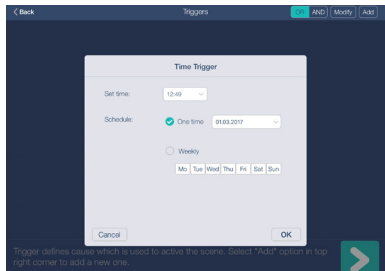 < Back Triggers OR AND Modify Add
Time Trigger
Set time: 12:49
Schedule: One time 01.03.2017
Weekly
Mo Tue Wed Thu Fri Sat Sun
Cancel OK
Trigger defines cause which is used to active the scene. Select "Add" option in top
right corner to add a new one.